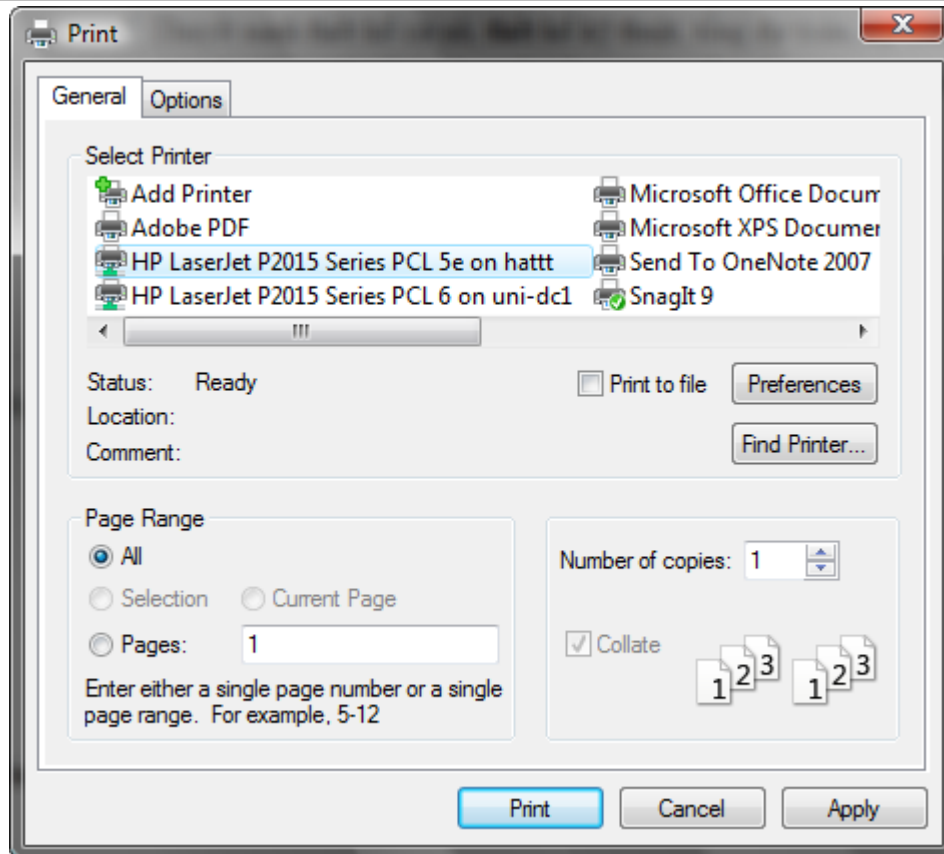 Print
General Options
Select Printer
Add Printer
Adobe PDF
HP LaserJet P2015 Series PCL 5e on hattt
HP LaserJet P2015 Series PCL 6 on uni-dc1
Microsoft Office Docum
Microsoft XPS Documer
Send To OneNote 2007
SnagIt 9
Status: Ready
Location:
Comment:
Print to file
Preferences
Find Printer...
Page Range
All
Selection Current Page
Pages: 1
Enter either a single page number or a single
page range. For example, 5-12
Number of copies: 1
Collate
1 2 3 1 2 3
Print Cancel Apply